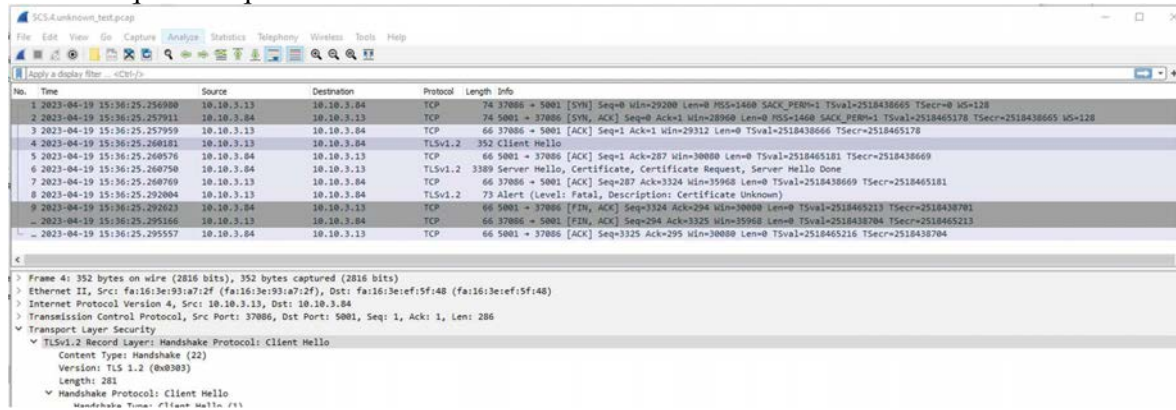 SCS.4.unknown_test.pcap
File Edit View Go Capture Analyze Statistics Telephony Wireless Tools Help
Apply a display filter ... <Ctrl-/>
No. Time Source Destination Protocol Length Info
1 2023-04-19 15:36:25.256980 10.10.3.13 10.10.3.84 TCP 74 37086 → 5001 [SYN] Seq=0 Win=29200 Len=0 MSS=1460 SACK_PERM=1 TSval=2518438665 TSecr=0 WS=128
2 2023-04-19 15:36:25.257911 10.10.3.84 10.10.3.13 TCP 74 5001 → 37086 [SYN, ACK] Seq=0 Ack=1 Win=28960 Len=0 MSS=1460 SACK_PERM=1 TSval=2518465178 TSecr=2518438665 WS=128
3 2023-04-19 15:36:25.257959 10.10.3.13 10.10.3.84 TCP 66 37086 → 5001 [ACK] Seq=1 Ack=1 Win=29312 Len=0 TSval=2518438666 TSecr=2518465178
4 2023-04-19 15:36:25.260181 10.10.3.13 10.10.3.84 TLSv1.2 352 Client Hello
5 2023-04-19 15:36:25.260576 10.10.3.84 10.10.3.13 TCP 66 5001 → 37086 [ACK] Seq=1 Ack=287 Win=30080 Len=0 TSval=2518465181 TSecr=2518438669
6 2023-04-19 15:36:25.260750 10.10.3.84 10.10.3.13 TLSv1.2 3389 Server Hello, Certificate, Certificate Request, Server Hello Done
7 2023-04-19 15:36:25.260769 10.10.3.13 10.10.3.84 TCP 66 37086 → 5001 [ACK] Seq=287 Ack=3324 Win=35968 Len=0 TSval=2518438669 TSecr=2518465181
8 2023-04-19 15:36:25.292004 10.10.3.13 10.10.3.84 TLSv1.2 73 Alert (Level: Fatal, Description: Certificate Unknown)
9 2023-04-19 15:36:25.292623 10.10.3.84 10.10.3.13 TCP 66 5001 → 37086 [FIN, ACK] Seq=3324 Ack=294 Win=30080 Len=0 TSval=2518465213 TSecr=2518438701
… 2023-04-19 15:36:25.295166 10.10.3.13 10.10.3.84 TCP 66 37086 → 5001 [FIN, ACK] Seq=294 Ack=3325 Win=35968 Len=0 TSval=2518438704 TSecr=2518465213
… 2023-04-19 15:36:25.295557 10.10.3.84 10.10.3.13 TCP 66 5001 → 37086 [ACK] Seq=3325 Ack=295 Win=30080 Len=0 TSval=2518465216 TSecr=2518438704
Frame 4: 352 bytes on wire (2816 bits), 352 bytes captured (2816 bits)
Ethernet II, Src: fa:16:3e:93:a7:2f (fa:16:3e:93:a7:2f), Dst: fa:16:3e:ef:5f:48 (fa:16:3e:ef:5f:48)
Internet Protocol Version 4, Src: 10.10.3.13, Dst: 10.10.3.84
Transmission Control Protocol, Src Port: 37086, Dst Port: 5001, Seq: 1, Ack: 1, Len: 286
Transport Layer Security
TLSv1.2 Record Layer: Handshake Protocol: Client Hello
Content Type: Handshake (22)
Version: TLS 1.2 (0x0303)
Length: 281
Handshake Protocol: Client Hello
Handshake Type: Client Hello (1)